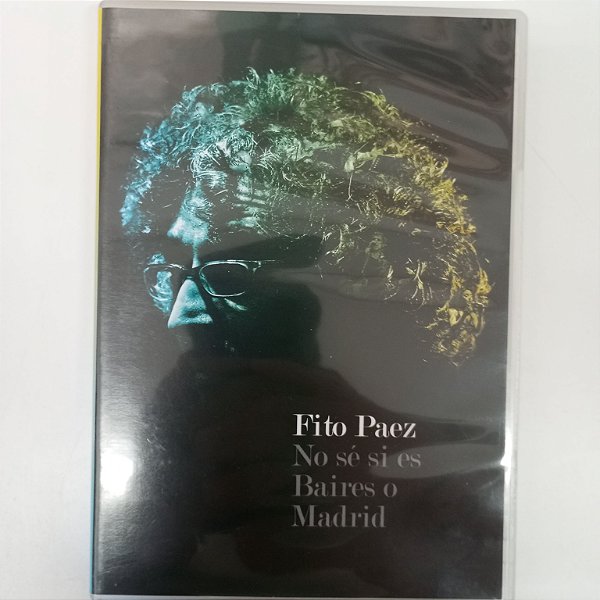 Fito Paez
No sé si es
Baires o
Madrid